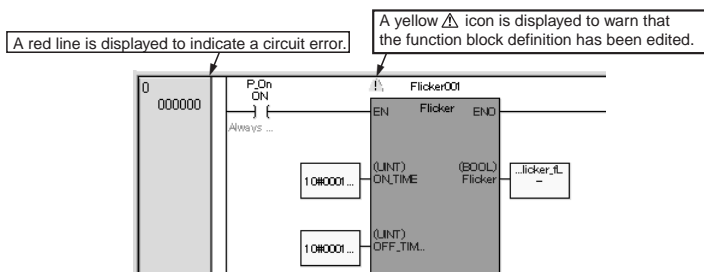 A yellow ⚠ icon is displayed to warn that
the function block definition has been edited.
A red line is displayed to indicate a circuit error.
0
000000
P_On
ON
Always ...
Flicker001
EN Flicker ENO
(UINT)
ON_TIME
(BOOL)
Flicker
10#0001...
...licker_fL
–
(UINT)
OFF_TIM...
10#0001...